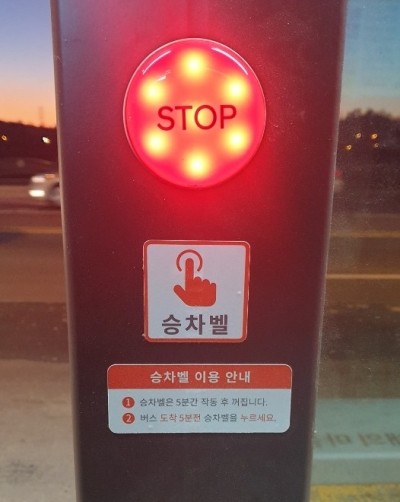 STOP
승차벨
승차벨 이용 안내
1 승차벨은 5분간 작동 후 꺼집니다.
2 버스 도착 5분전 승차벨을 누르세요.